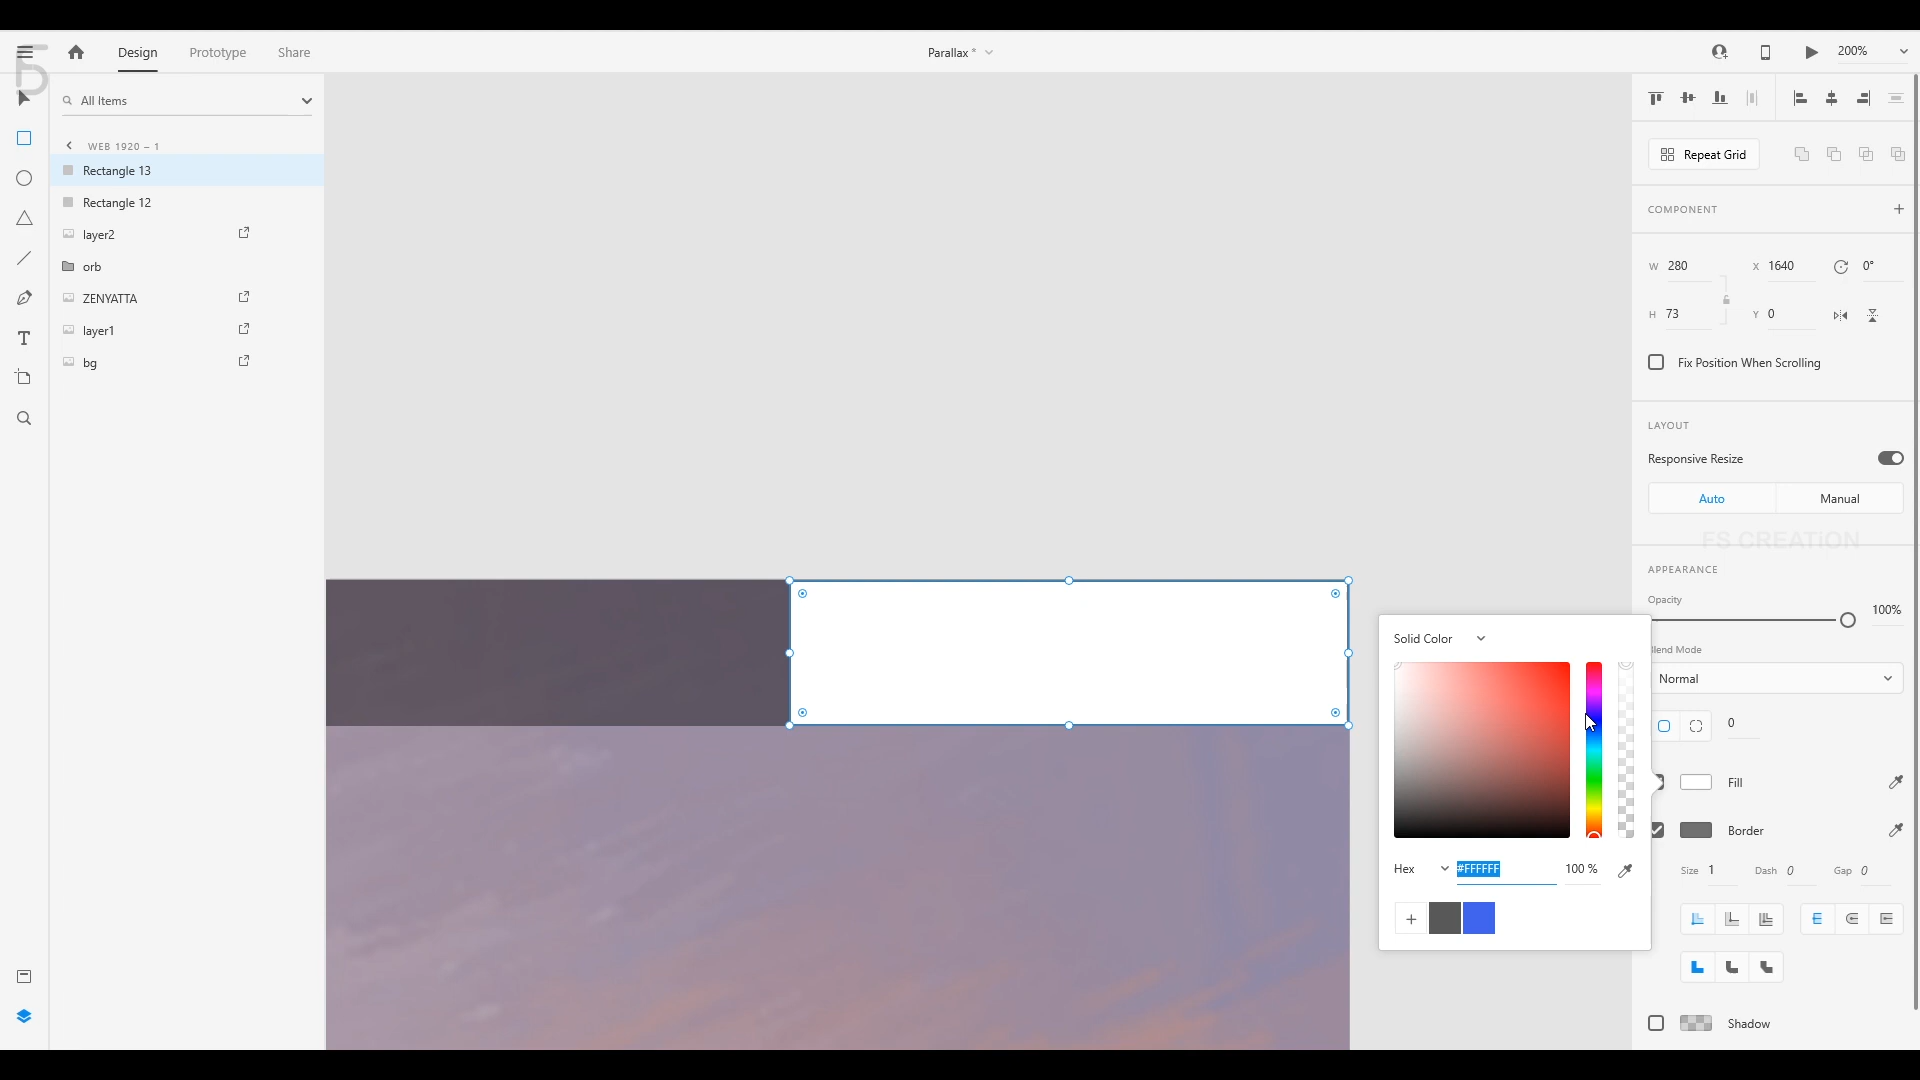 Design
Prototype
Share
Parallax *
200%
All Items
WEB 1920 – 1
Rectangle 13
Rectangle 12
layer2
orb
ZENYATTA
layer1
bg
Repeat Grid
COMPONENT
W 280
X 1640
0°
H 73
Y 0
Fix Position When Scrolling
LAYOUT
Responsive Resize
Auto
Manual
FS CREATiON
APPEARANCE
Opacity
100%
Blend Mode
Normal
0
Fill
Border
Size 1
Dash 0
Gap 0
Shadow
Solid Color
Hex
#FFFFFF
100 %